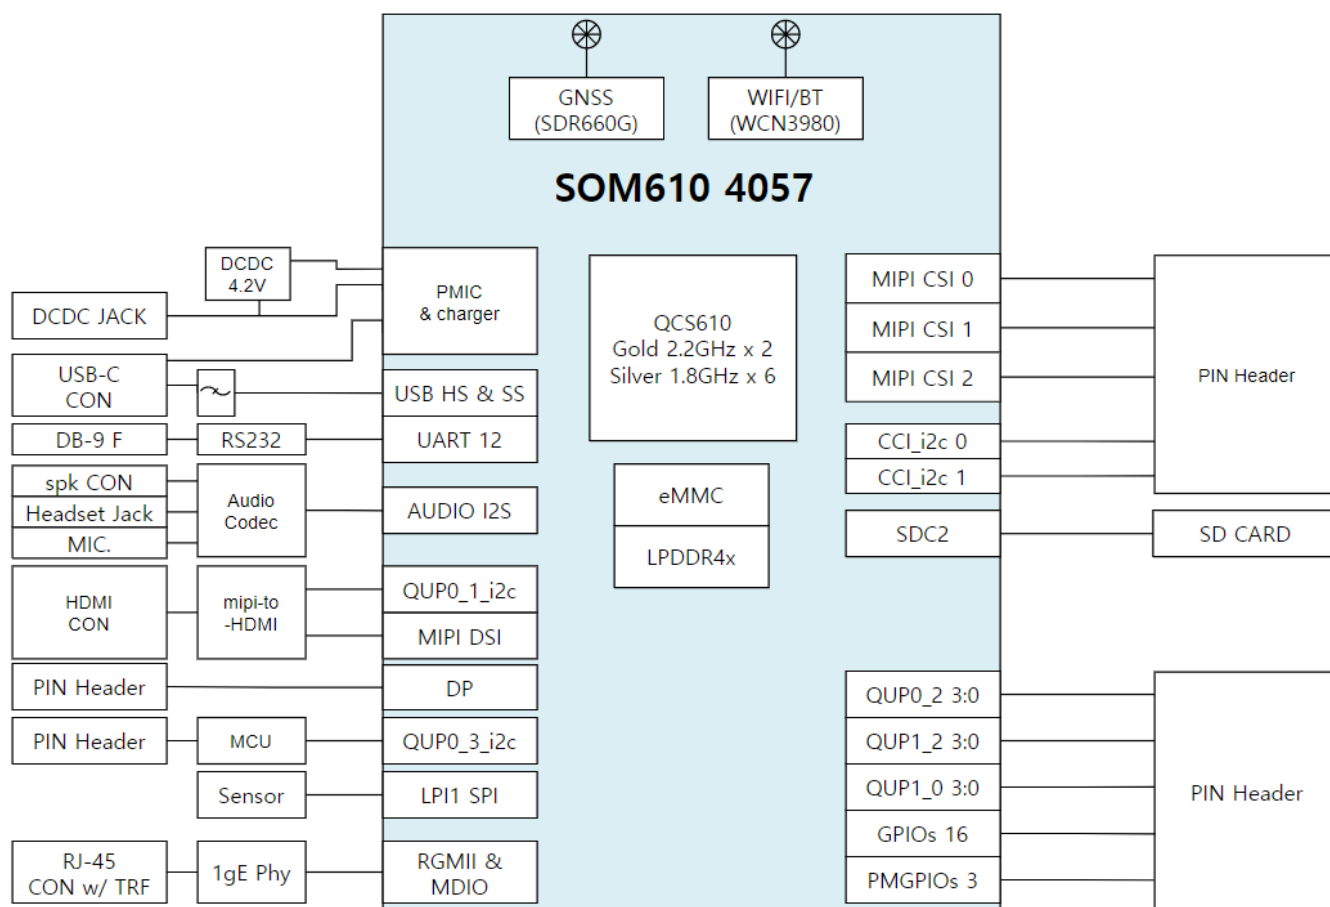 GNSS
(SDR660G)
WIFI/BT
(WCN3980)
SOM610 4057
DCDC
4.2V
DCDC JACK
PMIC
& charger
USB-C
CON
USB HS & SS
DB-9 F
RS232
UART 12
spk CON
Headset Jack
MIC.
Audio
Codec
AUDIO I2S
HDMI
CON
mipi-to
-HDMI
QUP0_1_i2c
MIPI DSI
PIN Header
DP
PIN Header
MCU
QUP0_3_i2c
Sensor
LPI1 SPI
RJ-45
CON w/ TRF
1gE Phy
RGMII &
MDIO
QCS610
Gold 2.2GHz x 2
Silver 1.8GHz x 6
eMMC
LPDDR4x
MIPI CSI 0
MIPI CSI 1
MIPI CSI 2
CCI_i2c 0
CCI_i2c 1
PIN Header
SDC2
SD CARD
QUP0_2 3:0
QUP1_2 3:0
QUP1_0 3:0
GPIOs 16
PMGPIOs 3
PIN Header